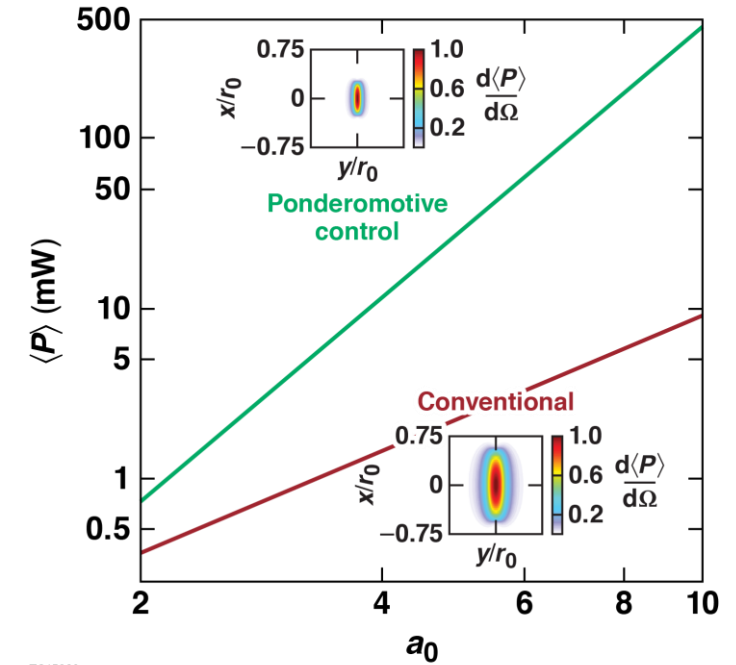 500
100
50
10
5
1
0.5
⟨P⟩ (mW)
0.75
0
−0.75
x/r0
y/r0
1.0
0.6
0.2
d⟨P⟩
dΩ
Ponderomotive
control
Conventional
0.75
0
−0.75
x/r0
y/r0
1.0
0.6
0.2
d⟨P⟩
dΩ
2
4
6
8
10
a0